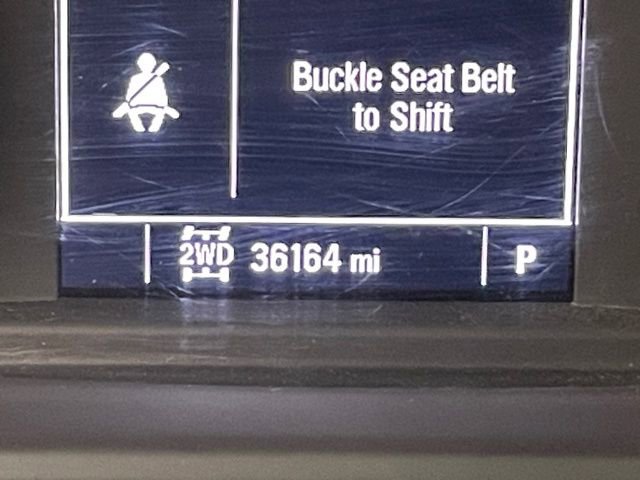 Buckle Seat Belt
to Shift
2WD 36164 mi P